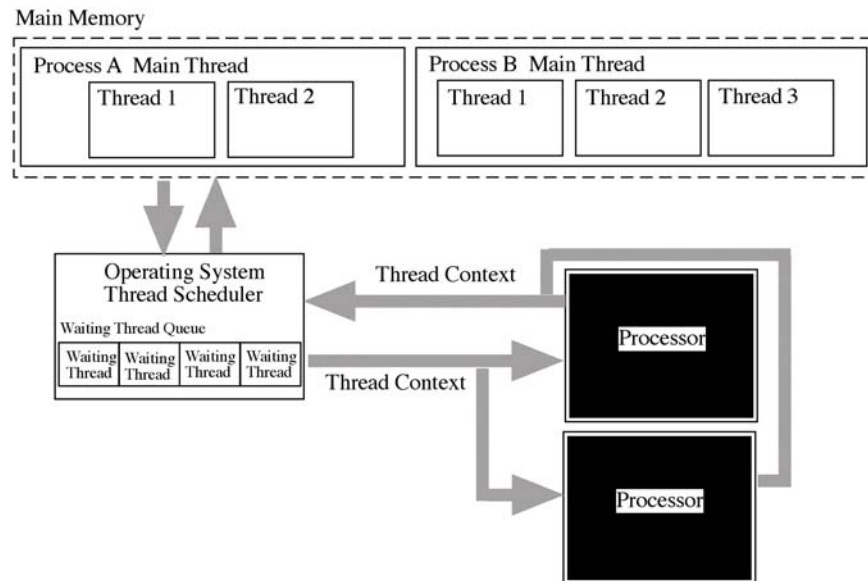 Main Memory
Process A Main Thread
Thread 1
Thread 2
Process B Main Thread
Thread 1
Thread 2
Thread 3
Operating System
Thread Scheduler
Waiting Thread Queue
Waiting
Thread
Waiting
Thread
Waiting
Thread
Waiting
Thread
Thread Context
Thread Context
Processor
Processor